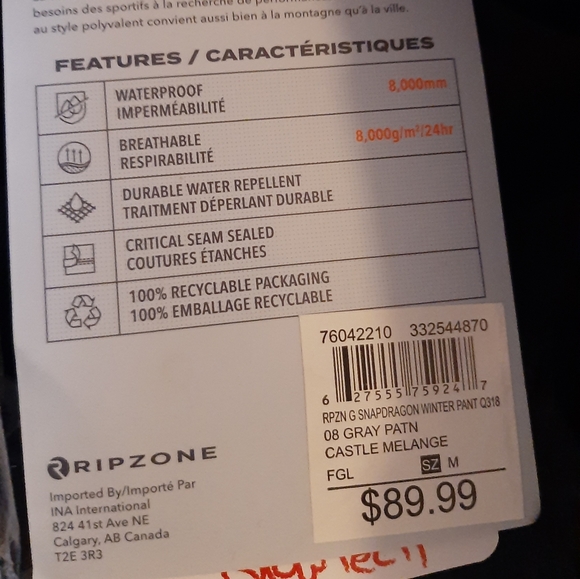 besoins des sportifs à la recherche de
au style polyvalent convient aussi bien à la montagne qu'à la ville.
FEATURES / CARACTÉRISTIQUES
WATERPROOF 8,000mm
IMPERMÉABILITÉ
BREATHABLE 8,000g/m²/24hr
RESPIRABILITÉ
DURABLE WATER REPELLENT
TRAITMENT DÉPERLANT DURABLE
CRITICAL SEAM SEALED
COUTURES ÉTANCHES
100% RECYCLABLE PACKAGING
100% EMBALLAGE RECYCLABLE
76042210 332544870
6 27555 75924 7
RPZN G SNAPDRAGON WINTER PANT Q318
08 GRAY PATN
CASTLE MELANGE
FGL SZ M
$89.99
RIPZONE
Imported By/Importé Par
INA International
824 41st Ave NE
Calgary, AB Canada
T2E 3R3